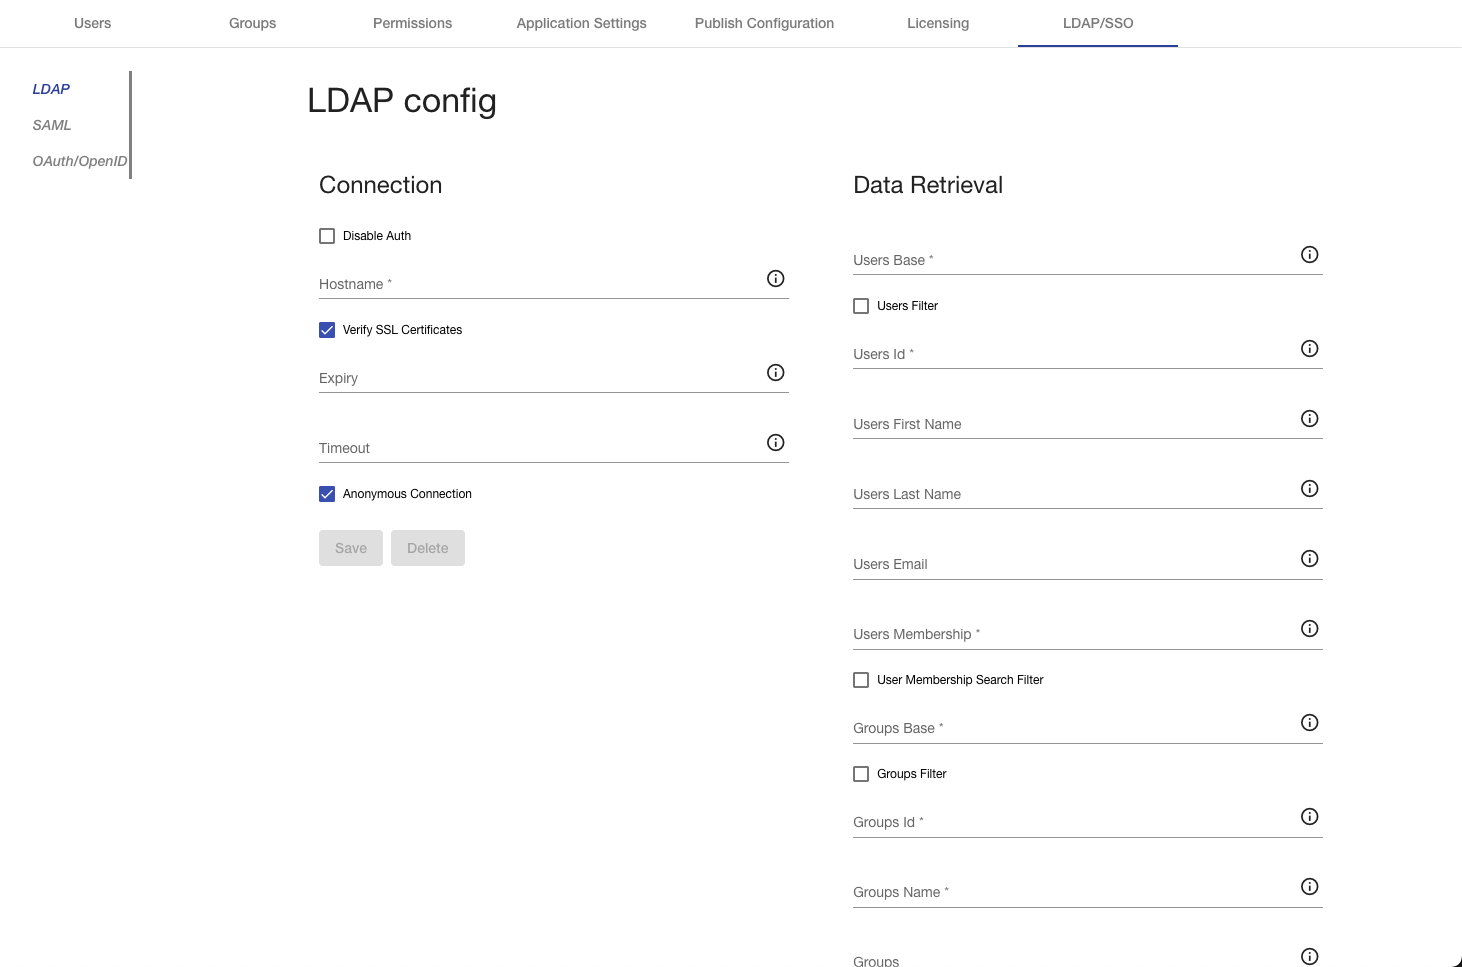 Users
Groups
Permissions
Application Settings
Publish Configuration
Licensing
LDAP/SSO
LDAP
SAML
OAuth/OpenID
LDAP config
Connection
Disable Auth
Hostname *
Verify SSL Certificates
Expiry
Timeout
Anonymous Connection
Save
Delete
Data Retrieval
Users Base *
Users Filter
Users Id *
Users First Name
Users Last Name
Users Email
Users Membership *
User Membership Search Filter
Groups Base *
Groups Filter
Groups Id *
Groups Name *
Groups